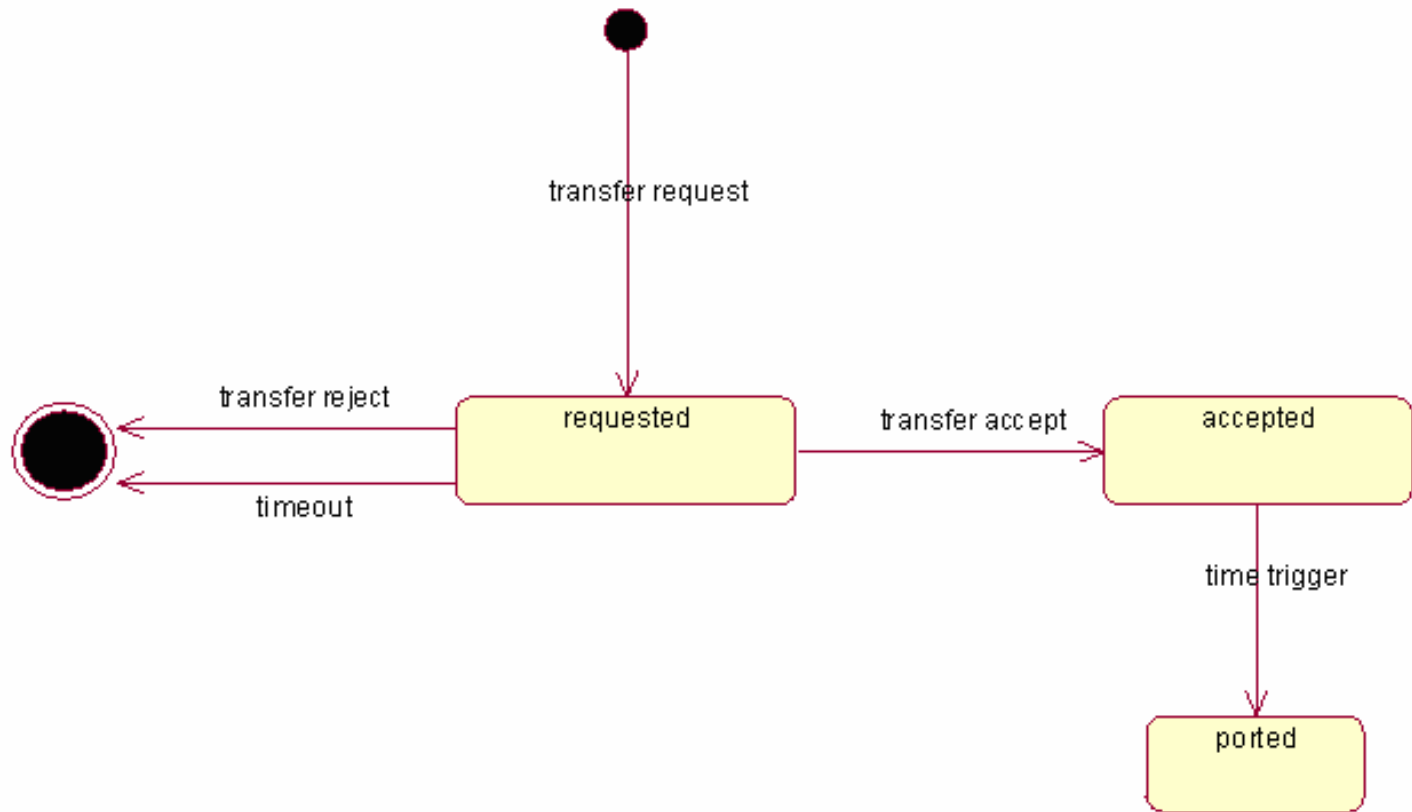 transfer request
transfer reject
requested
transfer accept
accepted
timeout
time trigger
ported